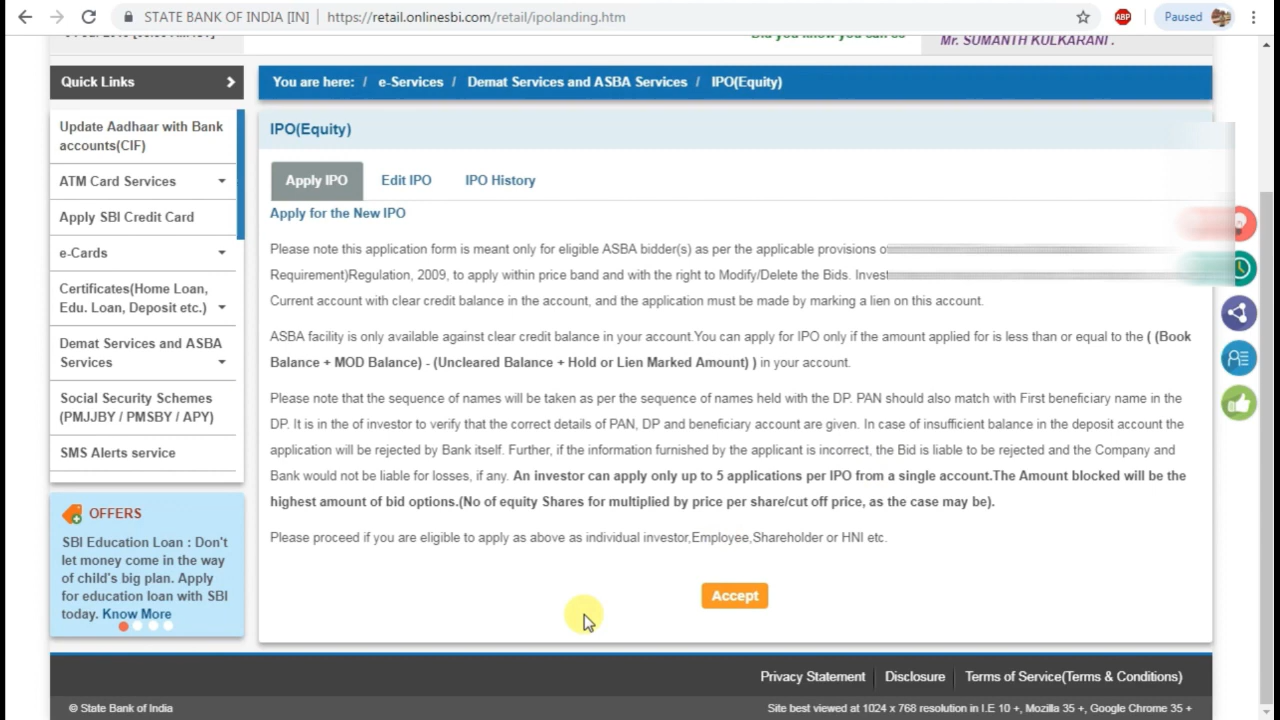 STATE BANK OF INDIA [IN] | https://retail.onlinesbi.com/retail/ipolanding.htm
ABP
Paused
Mr. SUMANTH KULKARANI .
Quick Links
You are here: / e-Services / Demat Services and ASBA Services / IPO(Equity)
Update Aadhaar with Bank
accounts(CIF)
ATM Card Services
Apply SBI Credit Card
e-Cards
Certificates(Home Loan,
Edu. Loan, Deposit etc.)
Demat Services and ASBA
Services
Social Security Schemes
(PMJJBY / PMSBY / APY)
SMS Alerts service
OFFERS
SBI Education Loan : Don't
let money come in the way
of child's big plan. Apply
for education loan with SBI
today. Know More
IPO(Equity)
Apply IPO
Edit IPO
IPO History
Apply for the New IPO
Please note this application form is meant only for eligible ASBA bidder(s) as per the applicable provisions
Requirement)Regulation, 2009, to apply within price band and with the right to Modify/Delete the Bids.
Current account with clear credit balance in the account, and the application must be made by marking a lien on this account.
ASBA facility is only available against clear credit balance in your account.You can apply for IPO only if the amount applied for is less than or equal to the ( (Book
Balance + MOD Balance) - (Uncleared Balance + Hold or Lien Marked Amount) ) in your account.
Please note that the sequence of names will be taken as per the sequence of names held with the DP. PAN should also match with First beneficiary name in the
DP. It is in the of investor to verify that the correct details of PAN, DP and beneficiary account are given. In case of insufficient balance in the deposit account the
application will be rejected by Bank itself. Further, if the information furnished by the applicant is incorrect, the Bid is liable to be rejected and the Company and
Bank would not be liable for losses, if any. An investor can apply only up to 5 applications per IPO from a single account.The Amount blocked will be the
highest amount of bid options.(No of equity Shares for multiplied by price per share/cut off price, as the case may be).
Please proceed if you are eligible to apply as above as individual investor,Employee,Shareholder or HNI etc.
Accept
Privacy Statement | Disclosure | Terms of Service(Terms & Conditions)
© State Bank of India
Site best viewed at 1024 x 768 resolution in I.E 10 +, Mozilla 35 +, Google Chrome 35 +